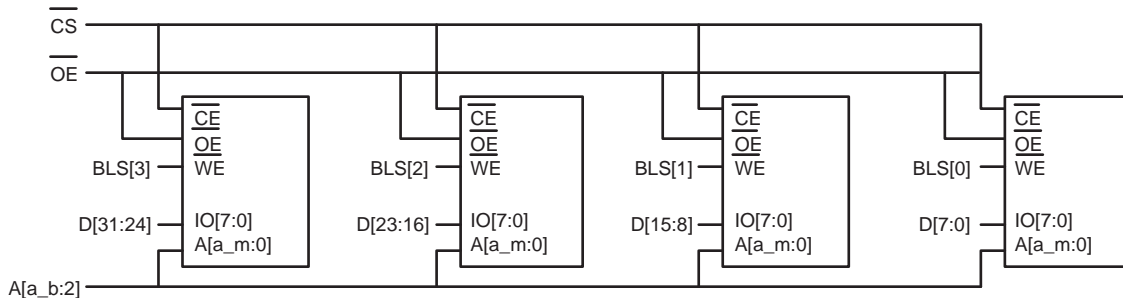 CS
OE
CE
OE
BLS[3] WE
D[31:24] IO[7:0]
A[a_m:0]
CE
OE
BLS[2] WE
D[23:16] IO[7:0]
A[a_m:0]
CE
OE
BLS[1] WE
D[15:8] IO[7:0]
A[a_m:0]
CE
OE
BLS[0] WE
D[7:0] IO[7:0]
A[a_m:0]
A[a_b:2]